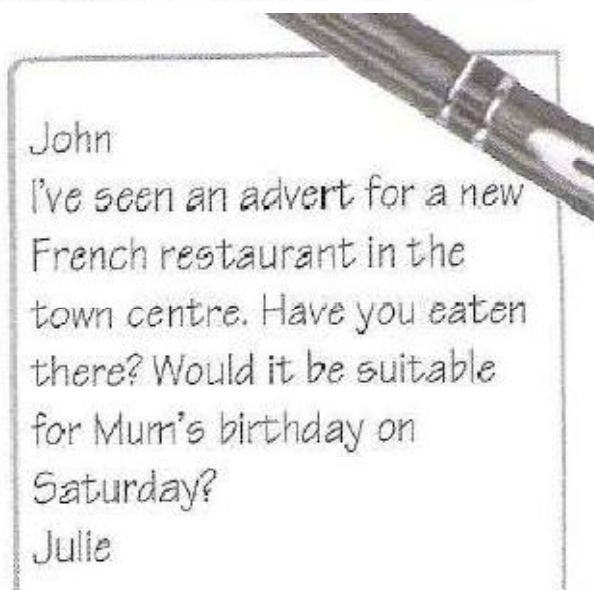 John
I've seen an advert for a new
French restaurant in the
town centre. Have you eaten
there? Would it be suitable
for Mum's birthday on
Saturday?
Julie